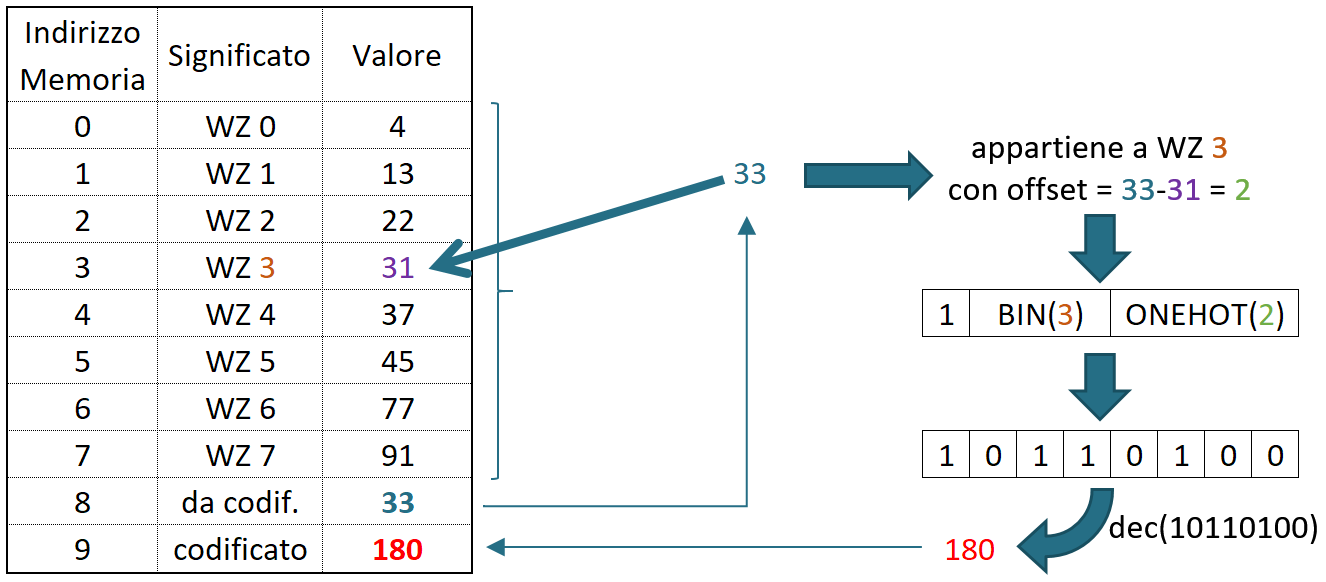 Indirizzo Memoria Significato Valore
0 WZ 0 4
1 WZ 1 13
2 WZ 2 22
3 WZ 3 31
4 WZ 4 37
5 WZ 5 45
6 WZ 6 77
7 WZ 7 91
8 da codif. 33
9 codificato 180
33
appartiene a WZ 3
con offset = 33-31 = 2
1 BIN(3) ONEHOT(2)
1 0 1 1 0 1 0 0
dec(10110100)
180